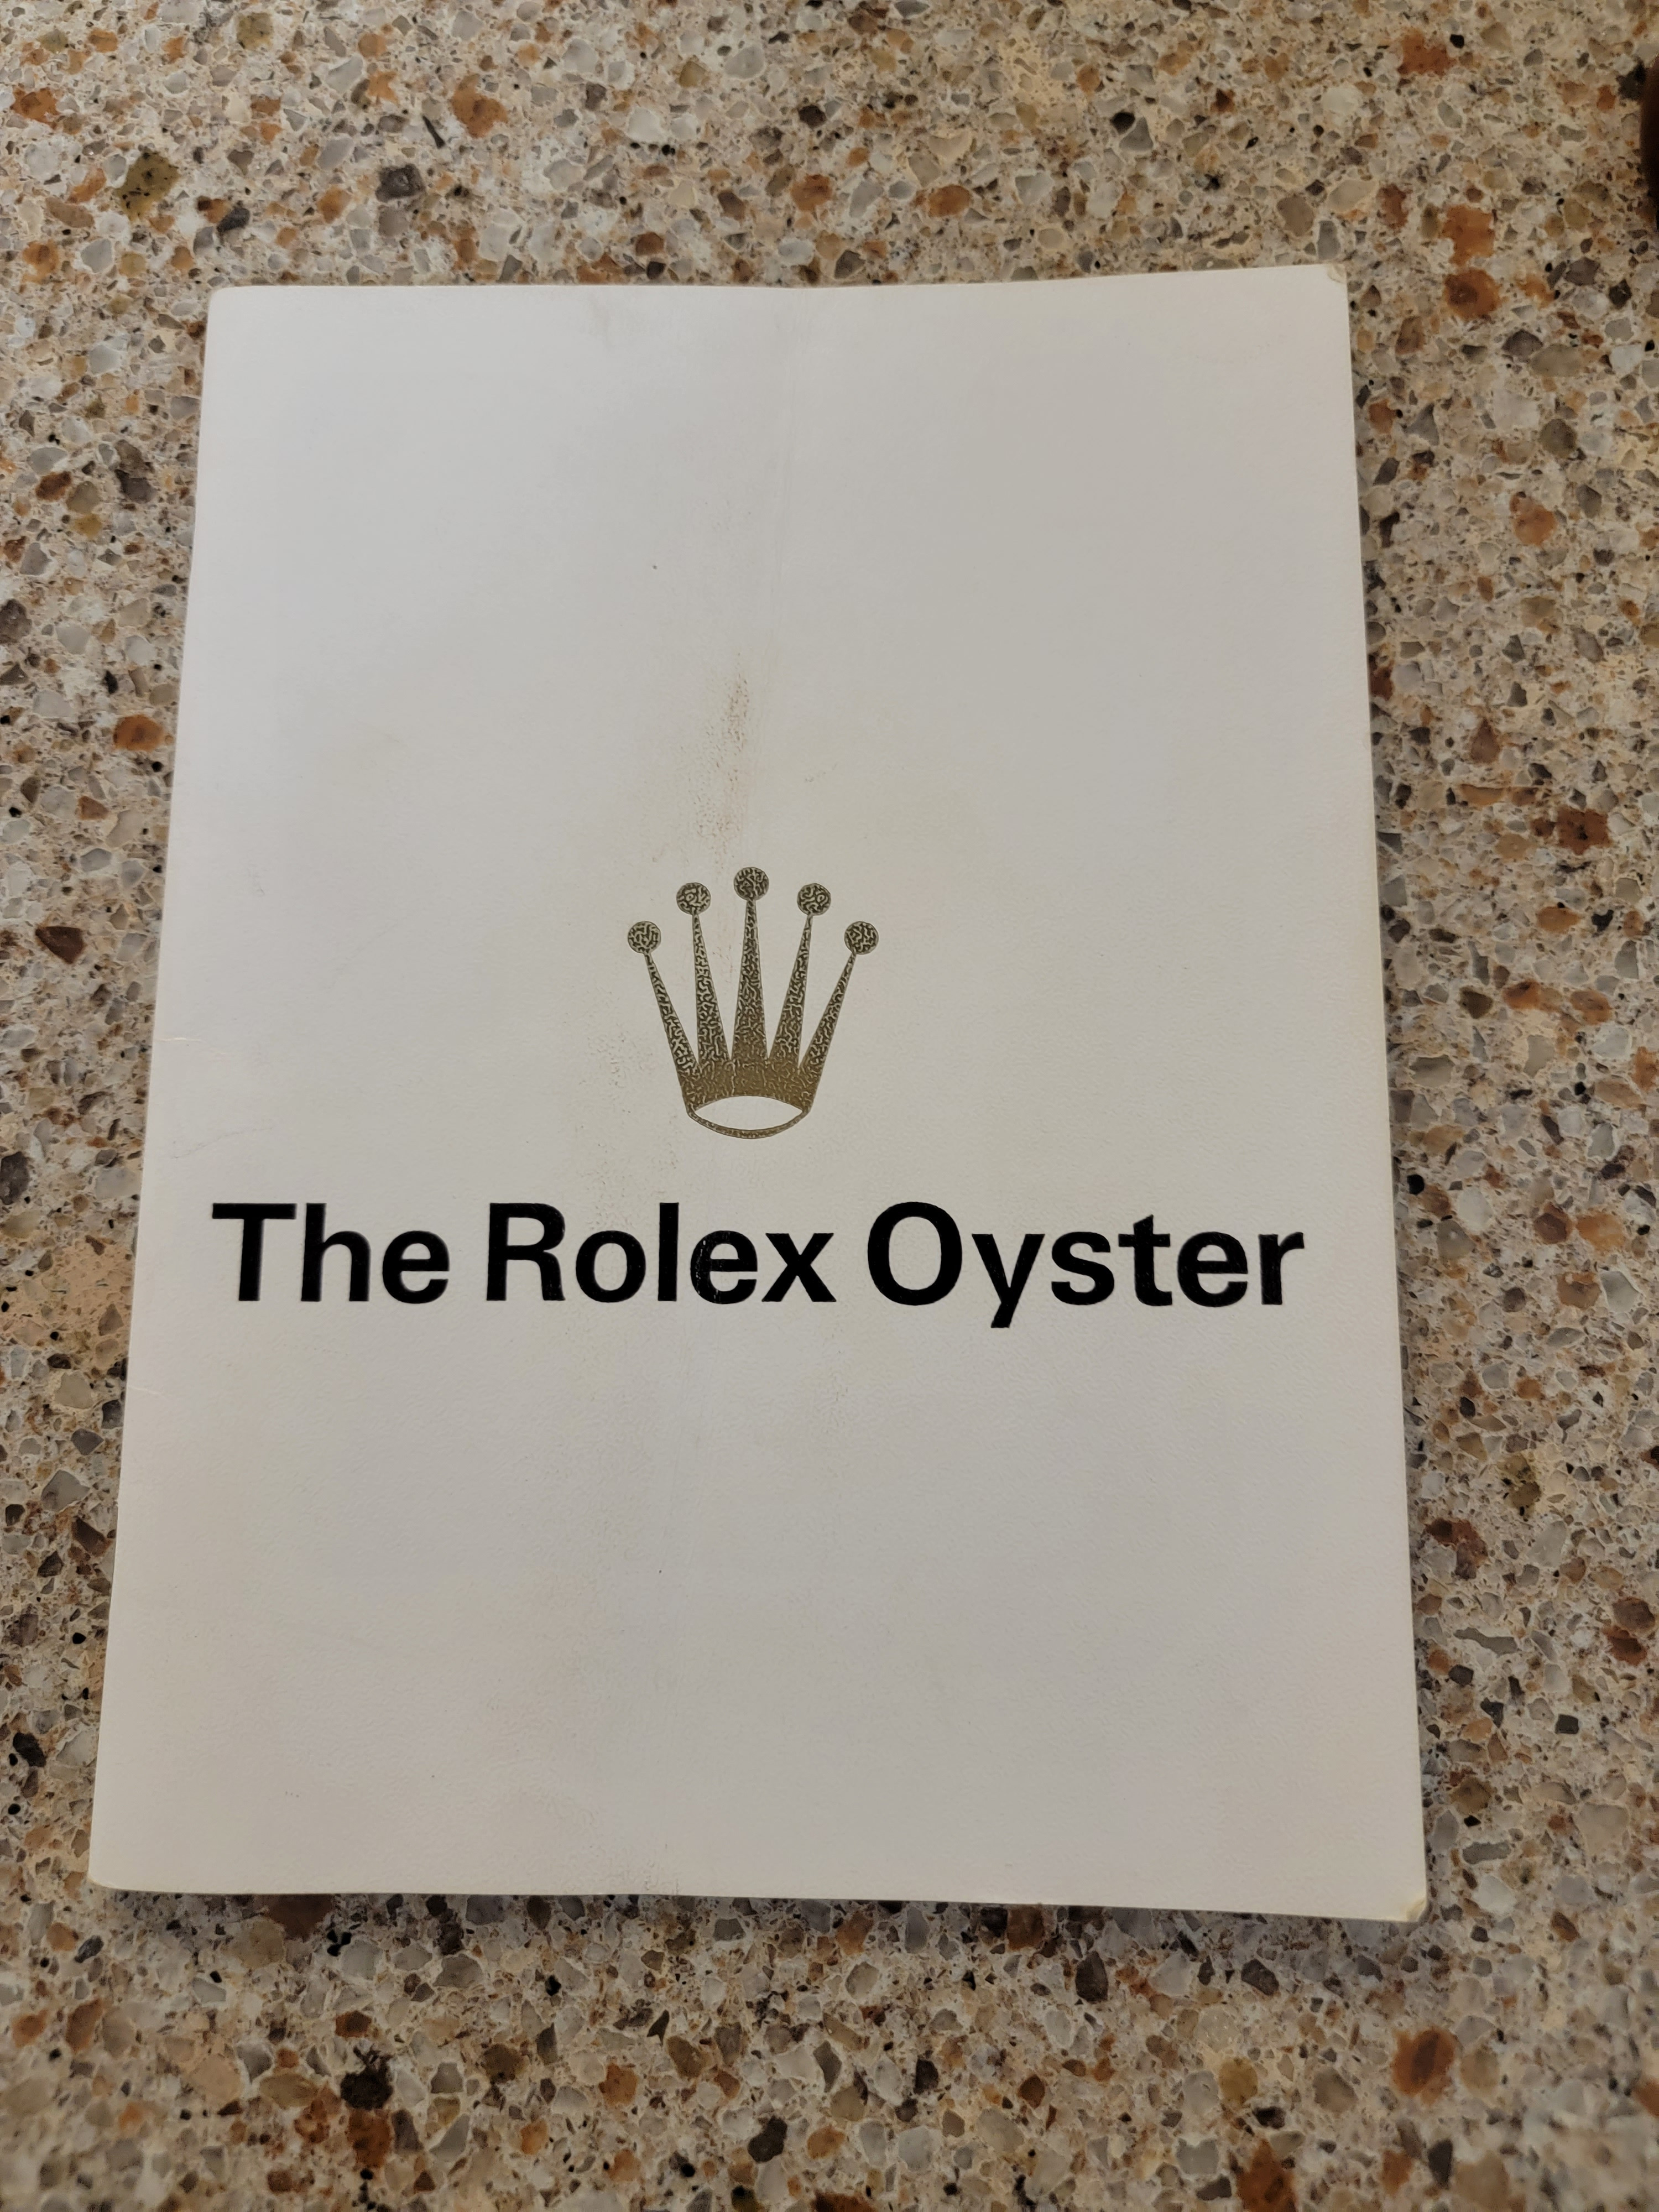 The Rolex Oyster